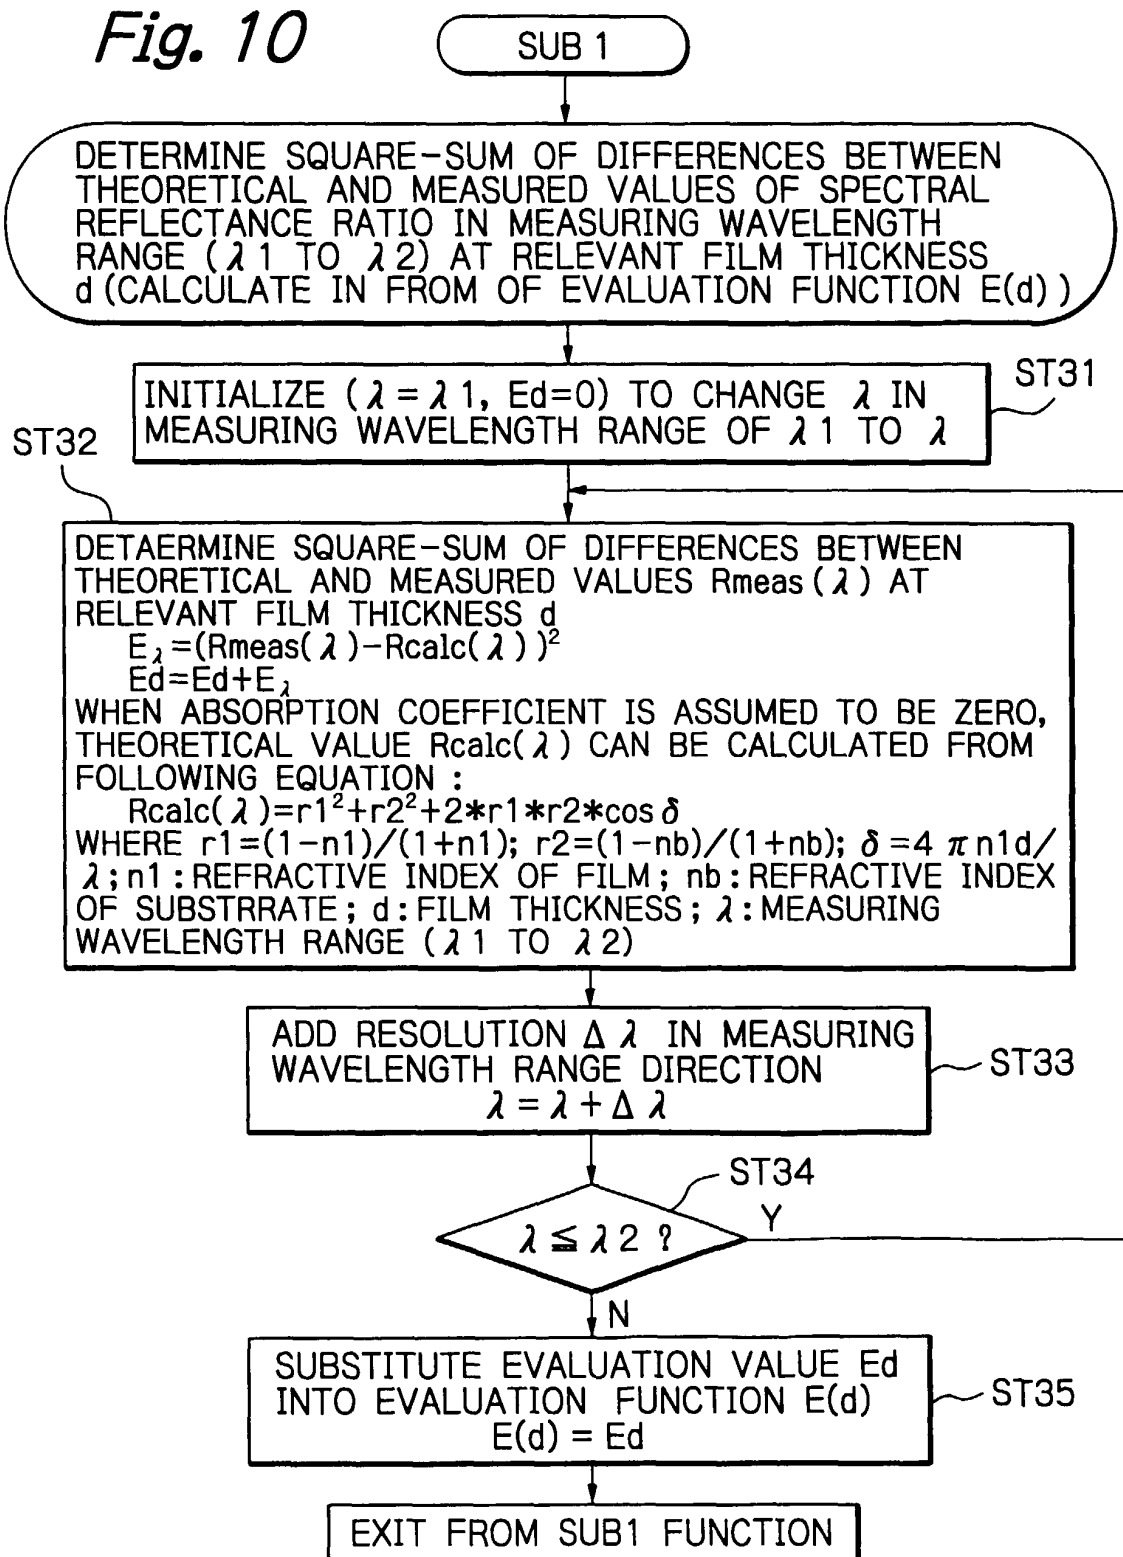 Fig. 10
SUB 1
DETERMINE SQUARE-SUM OF DIFFERENCES BETWEEN
THEORETICAL AND MEASURED VALUES OF SPECTRAL
REFLECTANCE RATIO IN MEASURING WAVELENGTH
RANGE (λ1 TO λ2) AT RELEVANT FILM THICKNESS
d (CALCULATE IN FROM OF EVALUATION FUNCTION E(d) )
ST31
INITIALIZE (λ=λ1, Ed=0) TO CHANGE λ IN
MEASURING WAVELENGTH RANGE OF λ1 TO λ
ST32
DETAERMINE SQUARE-SUM OF DIFFERENCES BETWEEN
THEORETICAL AND MEASURED VALUES Rmeas(λ) AT
RELEVANT FILM THICKNESS d
E_λ=(Rmeas(λ)-Rcalc(λ))²
Ed=Ed+E_λ
WHEN ABSORPTION COEFFICIENT IS ASSUMED TO BE ZERO,
THEORETICAL VALUE Rcalc(λ) CAN BE CALCULATED FROM
FOLLOWING EQUATION :
Rcalc(λ)=r1²+r2²+2*r1*r2*cosδ
WHERE r1=(1-n1)/(1+n1); r2=(1-nb)/(1+nb); δ=4πn1d/
λ; n1 : REFRACTIVE INDEX OF FILM; nb : REFRACTIVE INDEX
OF SUBSTRRATE; d : FILM THICKNESS; λ: MEASURING
WAVELENGTH RANGE (λ1 TO λ2)
ADD RESOLUTION Δλ IN MEASURING
WAVELENGTH RANGE DIRECTION
λ = λ + Δλ
ST33
ST34
λ ≦ λ2 ?
Y
N
SUBSTITUTE EVALUATION VALUE Ed
INTO EVALUATION FUNCTION E(d)
E(d) = Ed
ST35
EXIT FROM SUB1 FUNCTION